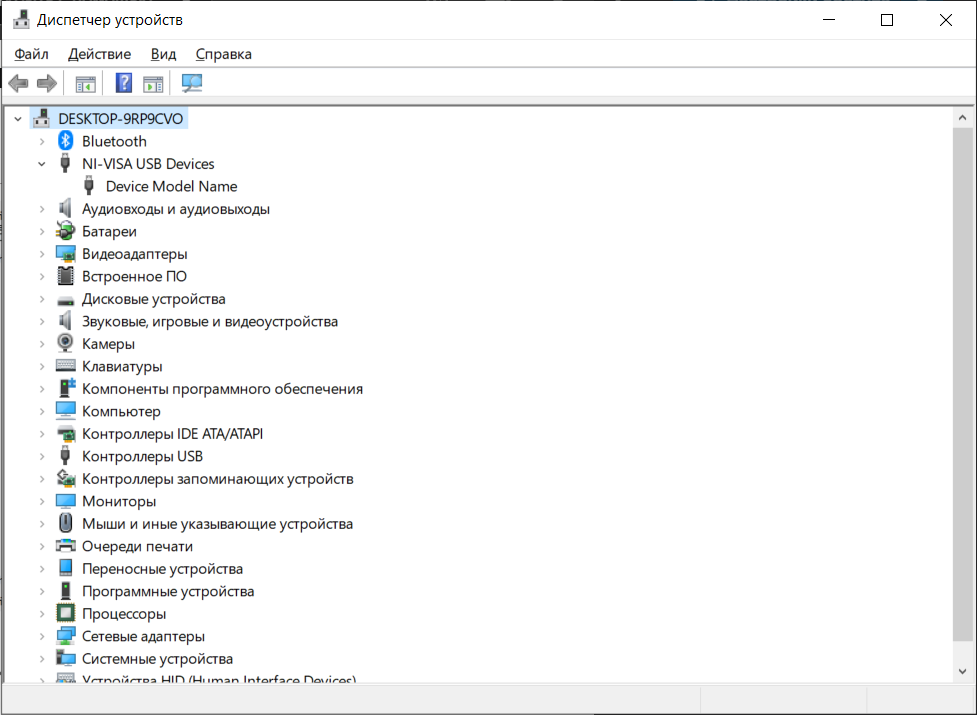 Диспетчер устройств
Файл Действие Вид Справка
DESKTOP-9RP9CVO
Bluetooth
NI-VISA USB Devices
Device Model Name
Аудиовходы и аудиовыходы
Батареи
Видеоадаптеры
Встроенное ПО
Дисковые устройства
Звуковые, игровые и видеоустройства
Камеры
Клавиатуры
Компоненты программного обеспечения
Компьютер
Контроллеры IDE ATA/ATAPI
Контроллеры USB
Контроллеры запоминающих устройств
Мониторы
Мыши и иные указывающие устройства
Очереди печати
Переносные устройства
Программные устройства
Процессоры
Сетевые адаптеры
Системные устройства
Устройства HID (Human Interface Devices)